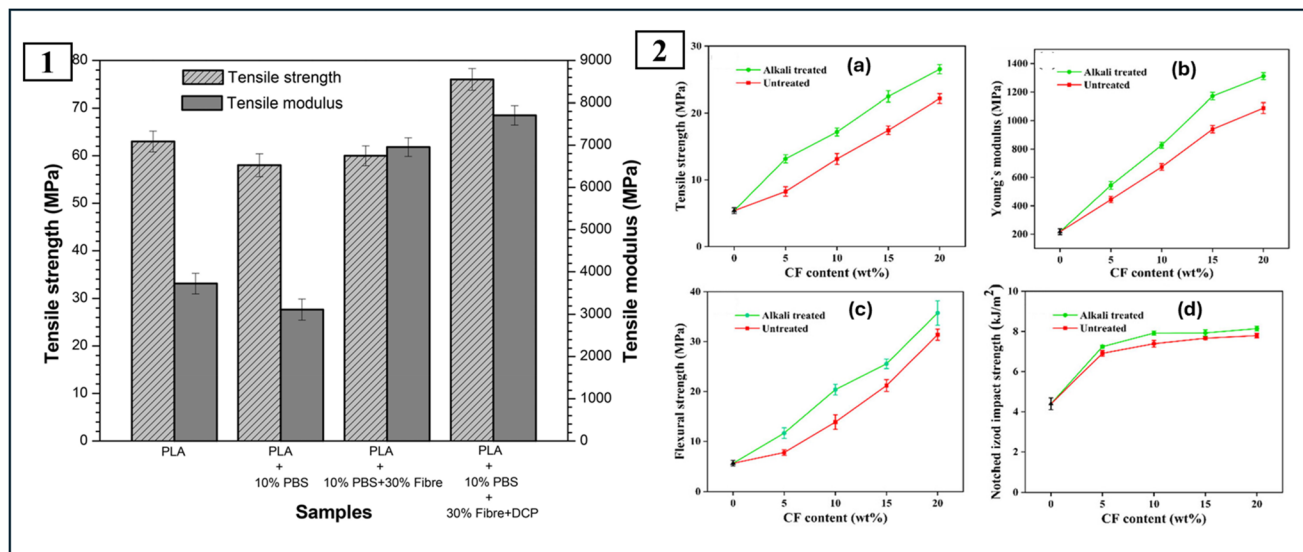 1
80
70
60
50
40
30
20
10
0
Tensile strength (MPa)
Tensile strength
Tensile modulus
9000
8000
7000
6000
5000
4000
3000
2000
1000
0
Tensile modulus (MPa)
PLA
PLA
+
10% PBS
PLA
+
10% PBS+30% Fibre
PLA
+
10% PBS
+
30% Fibre+DCP
Samples
2
(a)
Alkali treated
Untreated
30
20
10
0
Tensile strength (MPa)
0 5 10 15 20
CF content (wt%)
(b)
Alkali treated
Untreated
1400
1200
1000
800
600
400
200
Young`s modulus (MPa)
0 5 10 15 20
CF content (wt%)
(c)
Alkali treated
Untreated
40
30
20
10
0
Flexural strength (MPa)
0 5 10 15 20
CF content (wt%)
(d)
Alkali treated
Untreated
10
8
6
4
2
0
Notched izod impact strength (kJ/m²)
0 5 10 15 20
CF content (wt%)